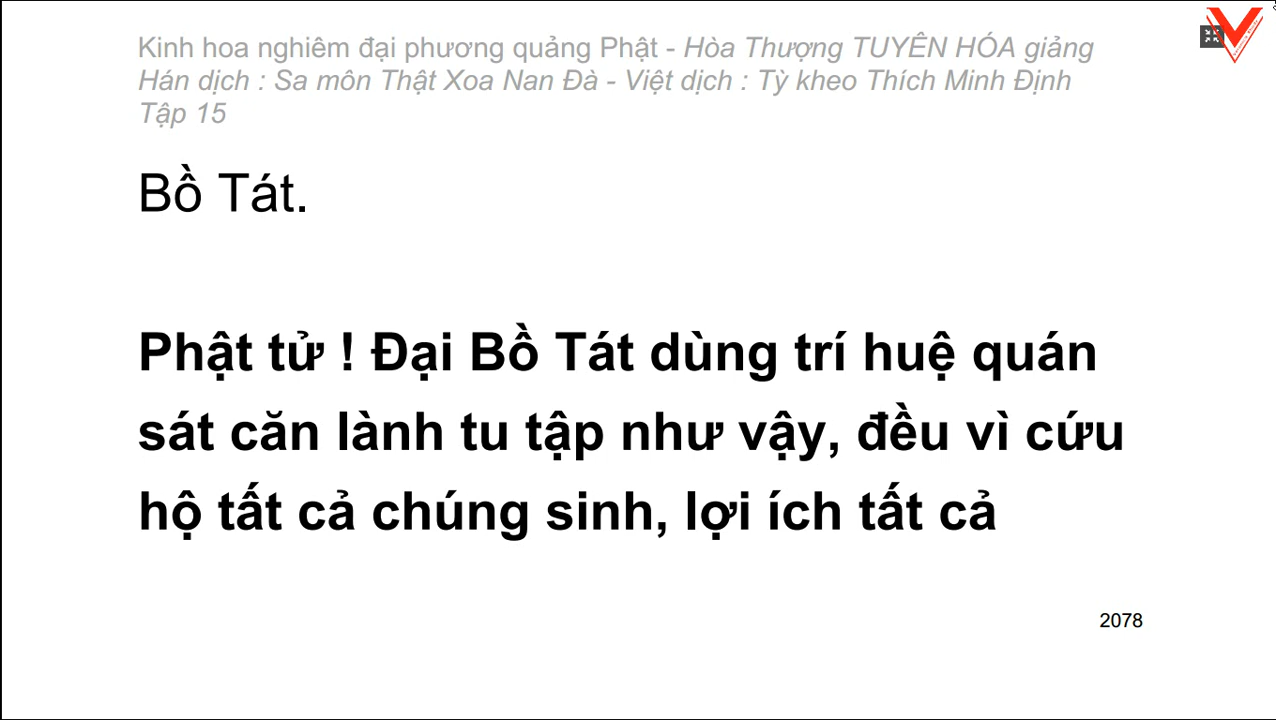 Kinh hoa nghiêm đại phương quảng Phật - Hòa Thượng TUYÊN HÓA giảng
Hán dịch : Sa môn Thật Xoa Nan Đà - Việt dịch : Tỳ kheo Thích Minh Định
Tập 15
Bồ Tát.
Phật tử ! Đại Bồ Tát dùng trí huệ quán
sát căn lành tu tập như vậy, đều vì cứu
hộ tất cả chúng sinh, lợi ích tất cả
2078